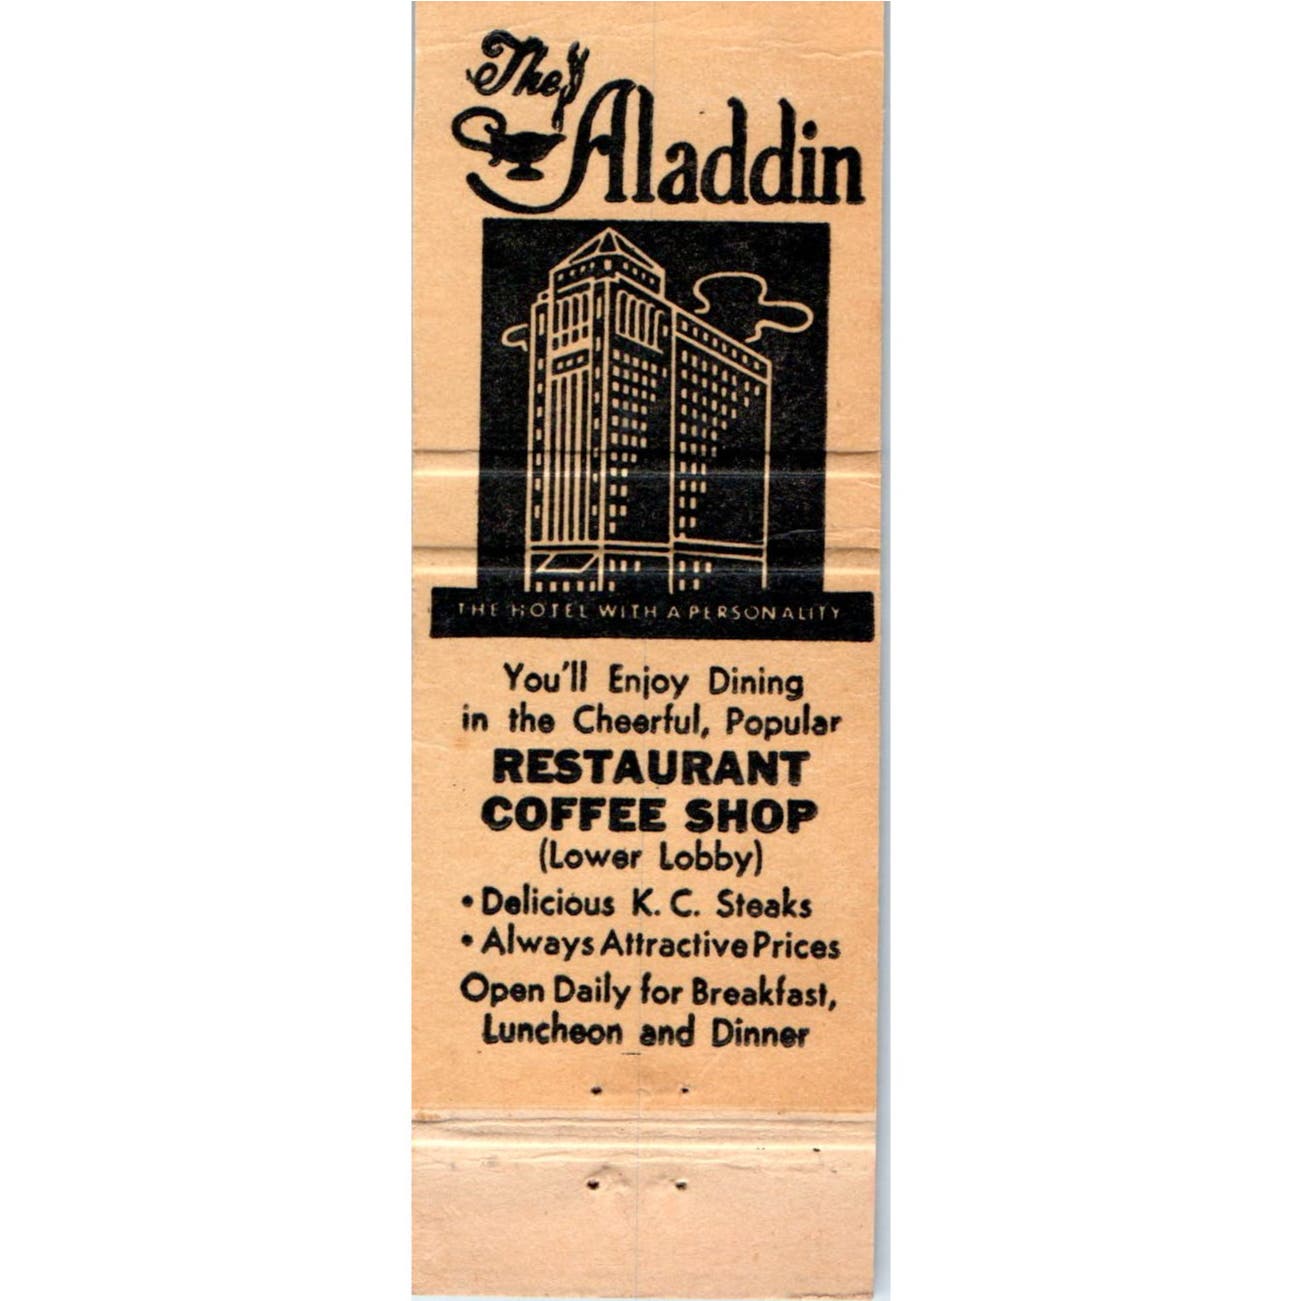 The
Aladdin
THE HOTEL WITH A PERSONALITY
You'll Enjoy Dining
in the Cheerful, Popular
RESTAURANT
COFFEE SHOP
(Lower Lobby)
• Delicious K. C. Steaks
• Always Attractive Prices
Open Daily for Breakfast,
Luncheon and Dinner